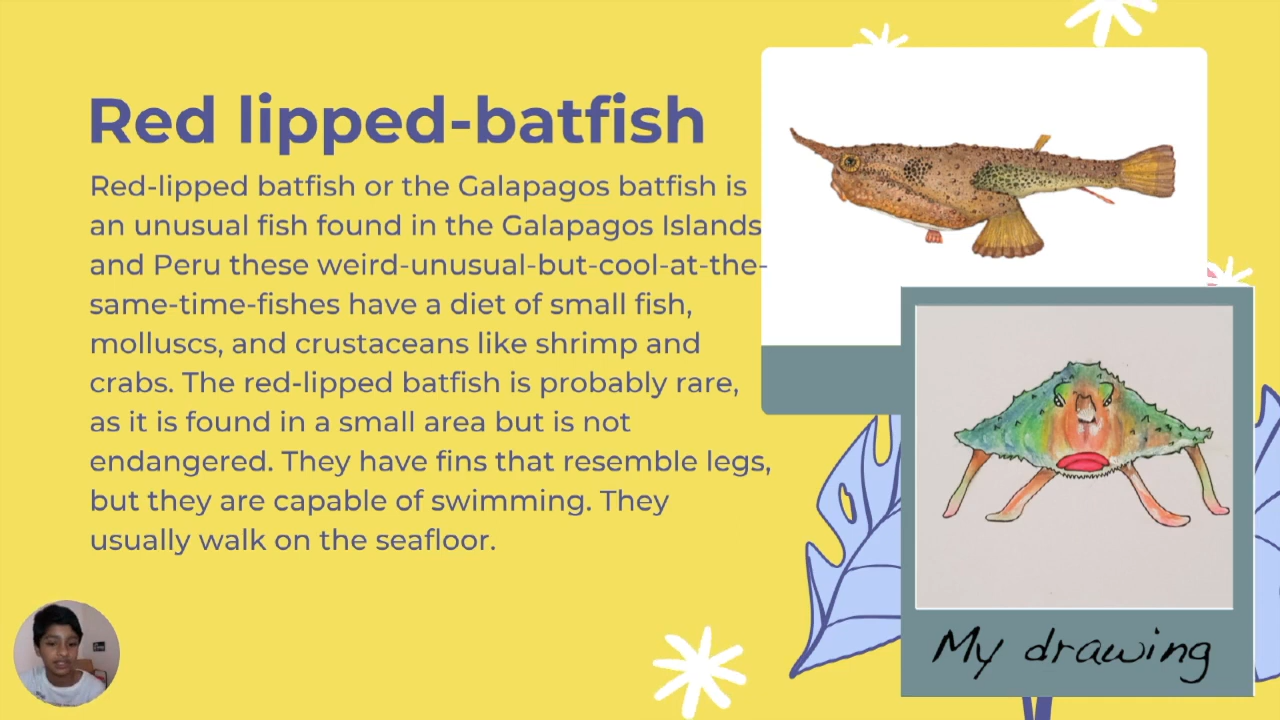 Red lipped-batfish
Red-lipped batfish or the Galapagos batfish is
an unusual fish found in the Galapagos Islands
and Peru these weird-unusual-but-cool-at-the-
same-time-fishes have a diet of small fish,
molluscs, and crustaceans like shrimp and
crabs. The red-lipped batfish is probably rare,
as it is found in a small area but is not
endangered. They have fins that resemble legs,
but they are capable of swimming. They
usually walk on the seafloor.
My drawing